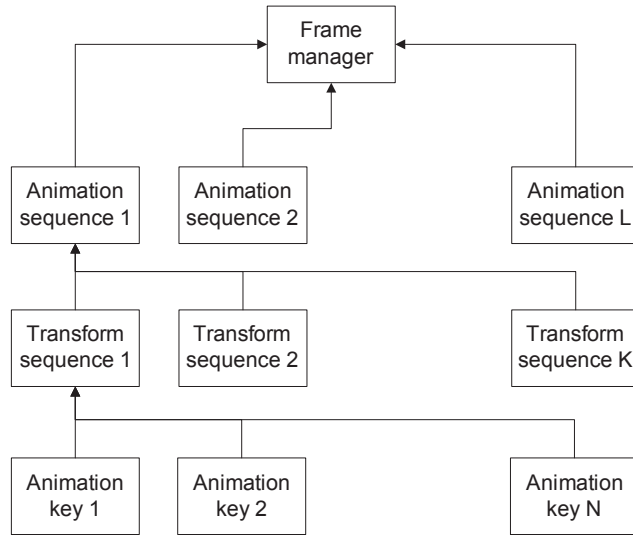 Frame
manager
Animation
sequence 1
Animation
sequence 2
Animation
sequence L
Transform
sequence 1
Transform
sequence 2
Transform
sequence K
Animation
key 1
Animation
key 2
Animation
key N